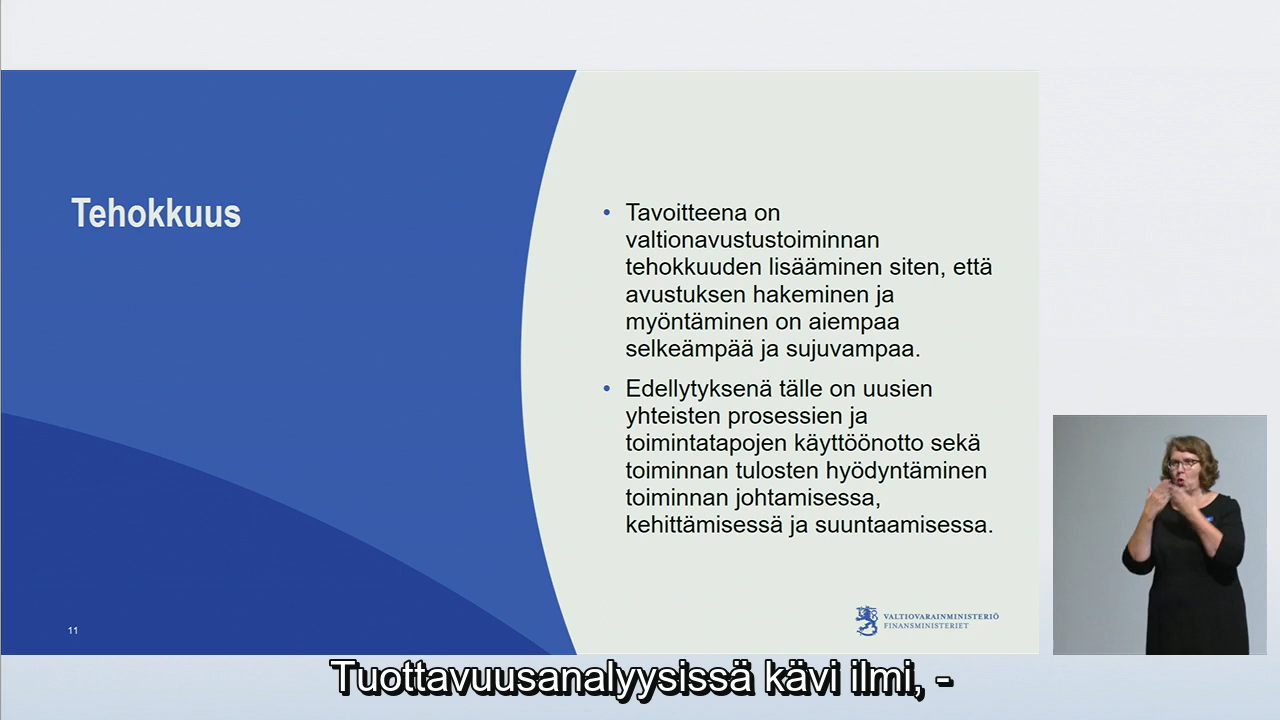 Tehokkuus
• Tavoitteena on
valtionavustustoiminnan
tehokkuuden lisääminen siten, että
avustuksen hakeminen ja
myöntäminen on aiempaa
selkeämpää ja sujuvampaa.
• Edellytyksenä tälle on uusien
yhteisten prosessien ja
toimintatapojen käyttöönotto sekä
toiminnan tulosten hyödyntäminen
toiminnan johtamisessa,
kehittämisessä ja suuntaamisessa.
11
VALTIOVARAINMINISTERIÖ
FINANSMINISTERIET
Tuottavuusanalyysissä kävi ilmi, -